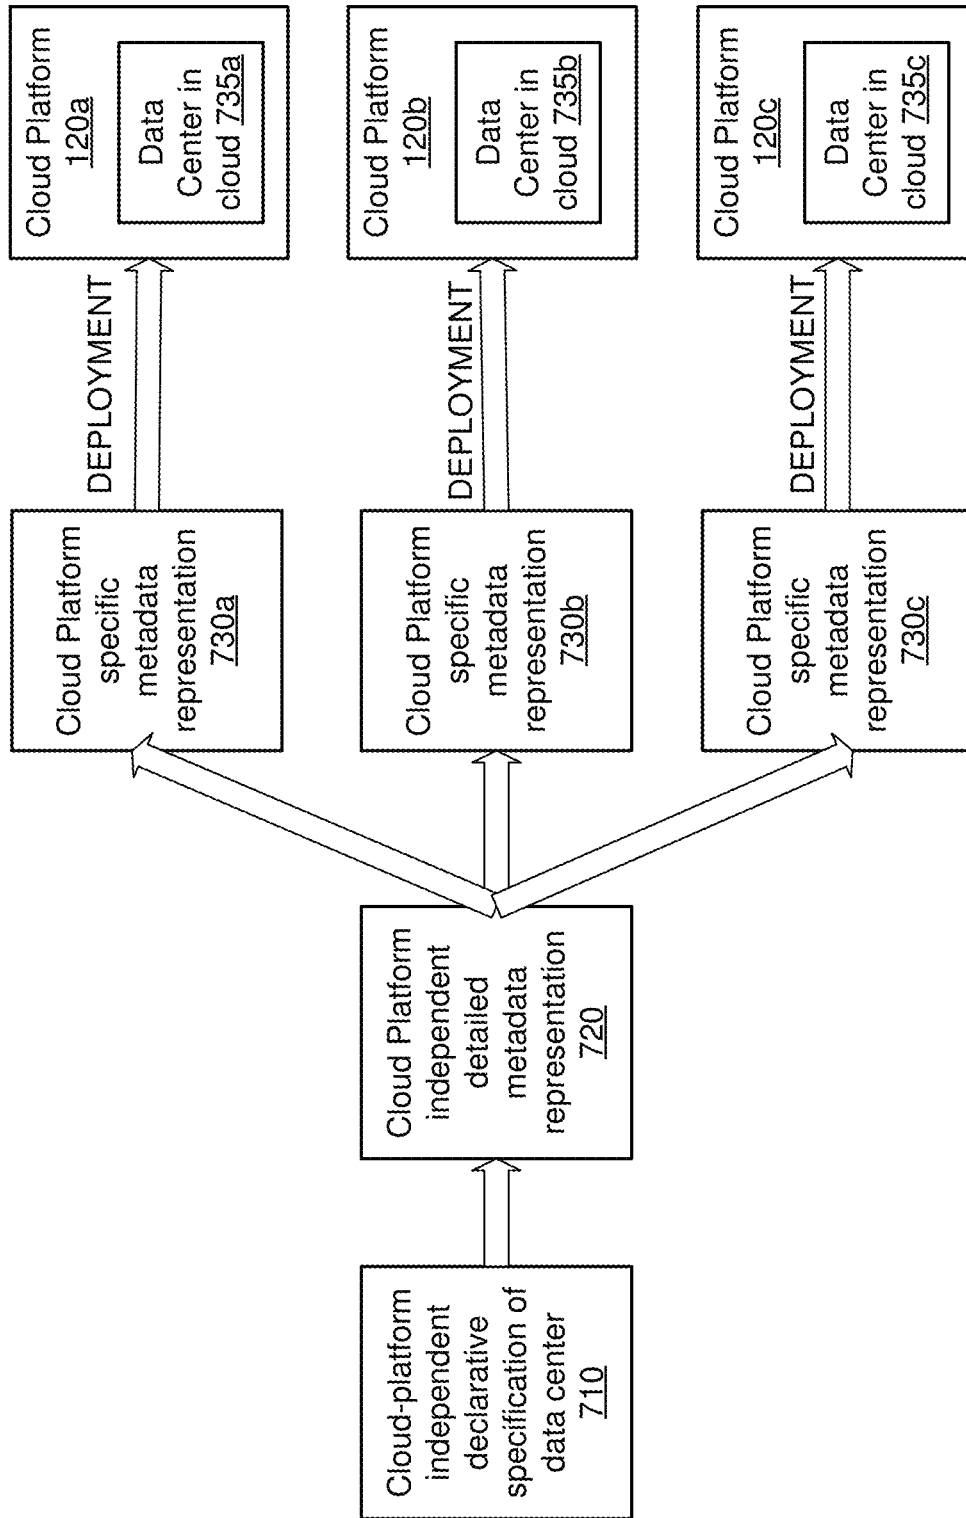 Cloud-platform
independent
declarative
specification of
data center
710
Cloud Platform
independent
detailed
metadata
representation
720
Cloud Platform
specific
metadata
representation
730a
DEPLOYMENT
Cloud Platform
120a
Data
Center in
cloud 735a
Cloud Platform
specific
metadata
representation
730b
DEPLOYMENT
Cloud Platform
120b
Data
Center in
cloud 735b
Cloud Platform
specific
metadata
representation
730c
DEPLOYMENT
Cloud Platform
120c
Data
Center in
cloud 735c